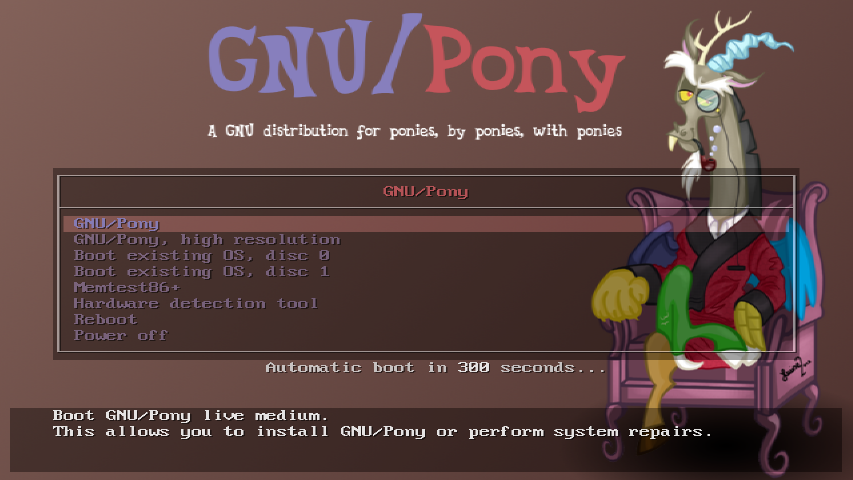 GNU/Pony
A GNU distribution for ponies, by ponies, with ponies
GNU/Pony
GNU/Pony
GNU/Pony, high resolution
Boot existing OS, disc 0
Boot existing OS, disc 1
Memtest86+
Hardware detection tool
Reboot
Power off
Automatic boot in 300 seconds...
Boot GNU/Pony live medium.
This allows you to install GNU/Pony or perform system repairs.